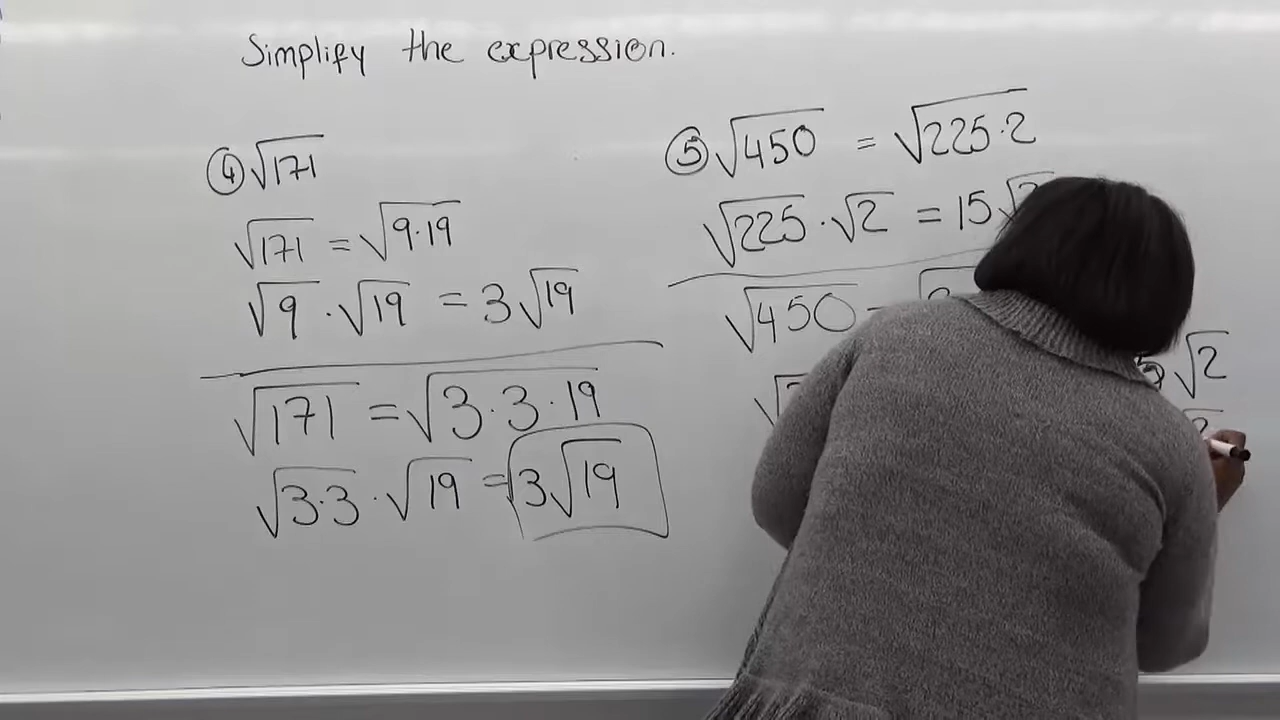 Simplify the expression.
④ √171
√171 = √9·19
√9 · √19 = 3√19
√171 = √3·3·19
√3·3 · √19 = 3√19
⑤ √450 = √225·2
√225 · √2 = 15√
√450 =
√2